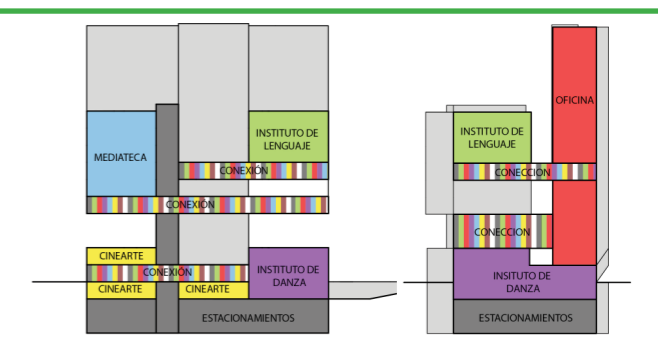 INSTITUTO DE
LENGUAJE
MEDIATECA
CONEXIÓN
CONEXIÓN
CINEARTE
CONEXIÓN
CINEARTE
CINEARTE
INSTITUTO DE
DANZA
ESTACIONAMIENTOS
OFICINA
INSTITUTO DE
LENGUAJE
CONECCION
CONECCION
INSITUTO DE
DANZA
ESTACIONAMIENTOS